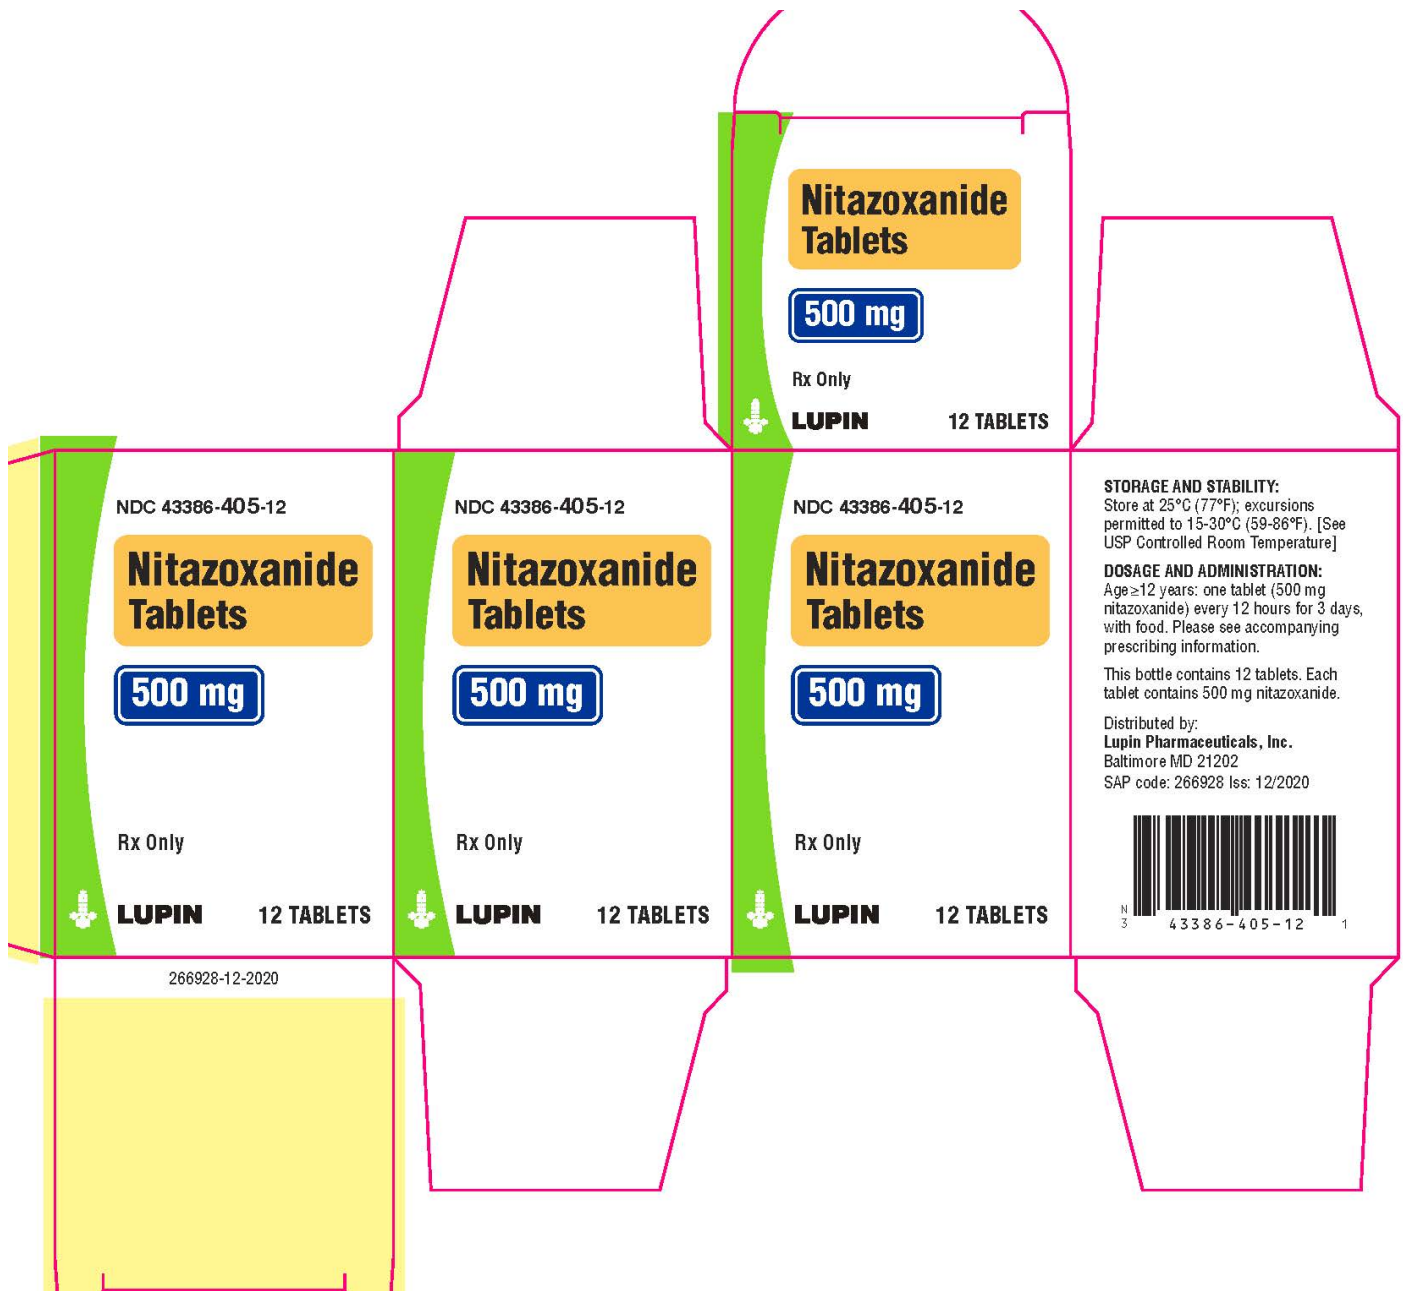 Nitazoxanide
Tablets
500 mg
Rx Only
LUPIN 12 TABLETS
NDC 43386-405-12
Nitazoxanide
Tablets
500 mg
Rx Only
LUPIN 12 TABLETS
NDC 43386-405-12
Nitazoxanide
Tablets
500 mg
Rx Only
LUPIN 12 TABLETS
NDC 43386-405-12
Nitazoxanide
Tablets
500 mg
Rx Only
LUPIN 12 TABLETS
STORAGE AND STABILITY:
Store at 25°C (77°F); excursions
permitted to 15-30°C (59-86°F). [See
USP Controlled Room Temperature]
DOSAGE AND ADMINISTRATION:
Age≥12 years: one tablet (500 mg
nitazoxanide) every 12 hours for 3 days,
with food. Please see accompanying
prescribing information.
This bottle contains 12 tablets. Each
tablet contains 500 mg nitazoxanide.
Distributed by:
Lupin Pharmaceuticals, Inc.
Baltimore MD 21202
SAP code: 266928 Iss: 12/2020
N
3 43386-405-12 1
266928-12-2020